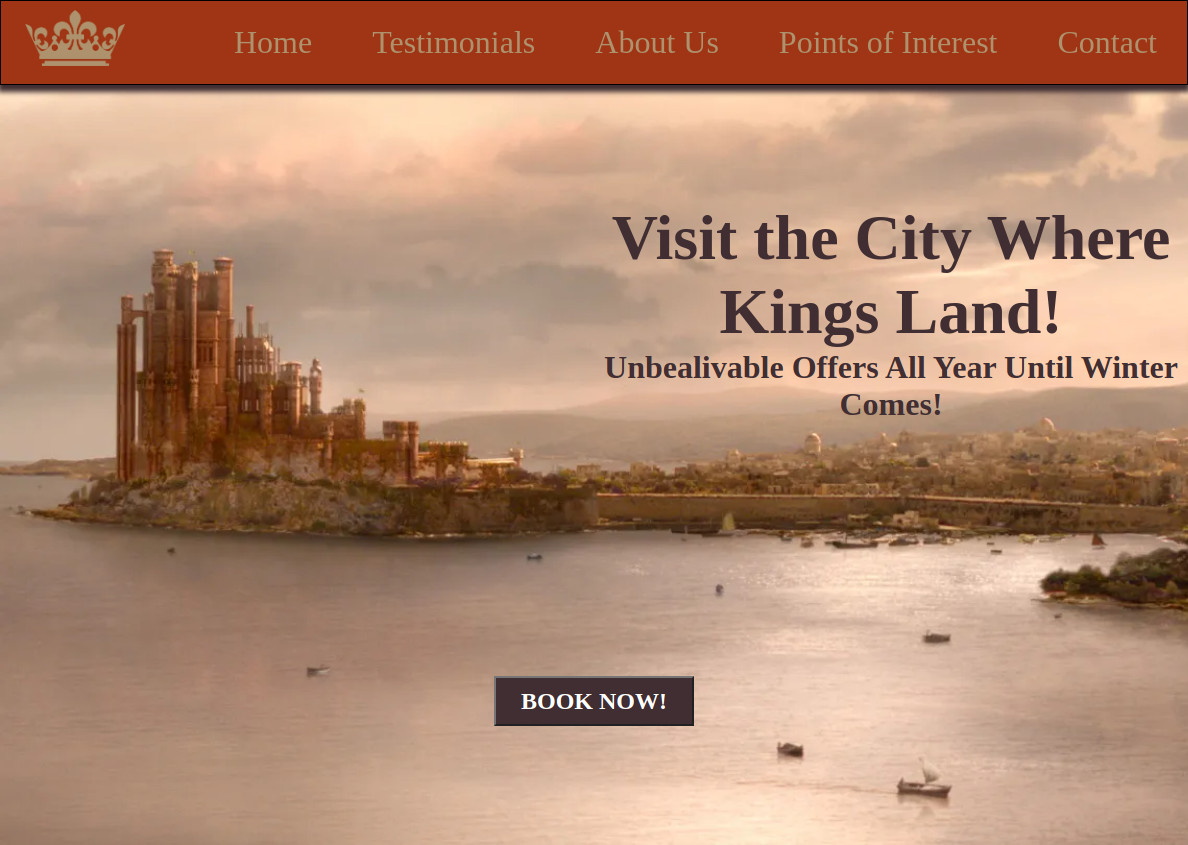 Home Testimonials About Us Points of Interest Contact
Visit the City Where
Kings Land!
Unbealivable Offers All Year Until Winter
Comes!
BOOK NOW!